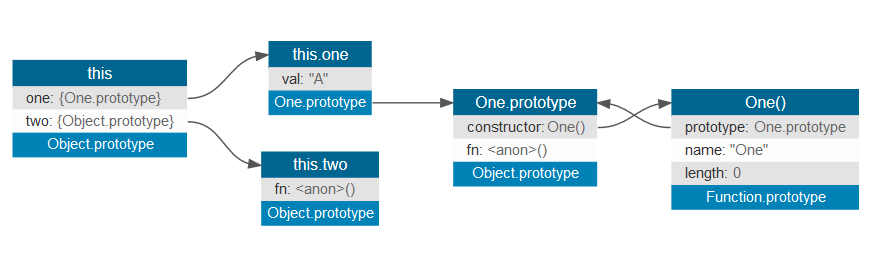 this
one: {One.prototype}
two: {Object.prototype}
Object.prototype
this.one
val: "A"
One.prototype
this.two
fn: <anon>()
Object.prototype
One.prototype
constructor: One()
fn: <anon>()
Object.prototype
One()
prototype: One.prototype
name: "One"
length: 0
Function.prototype